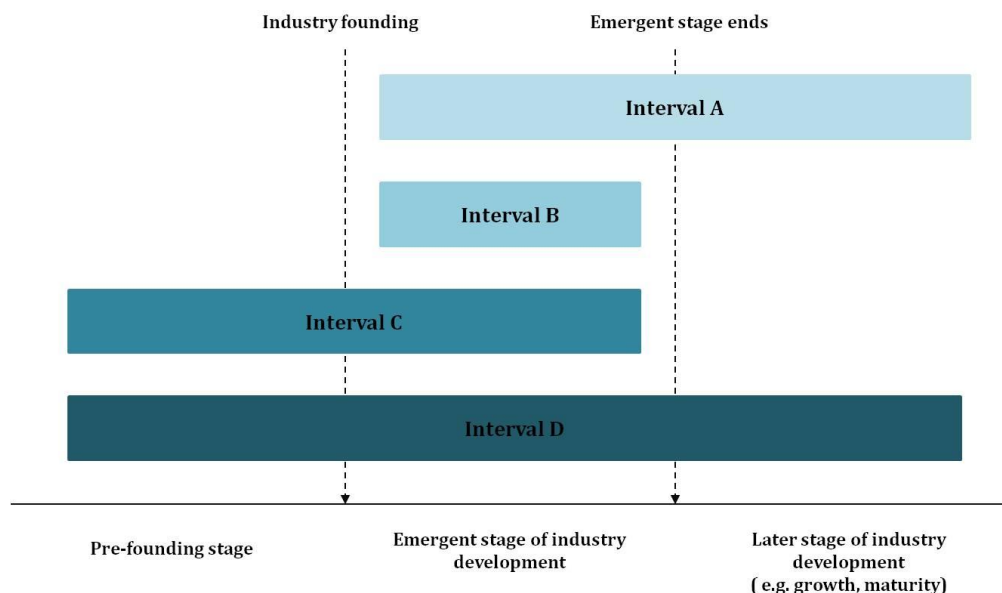 Industry founding
Emergent stage ends
Interval A
Interval B
Interval C
Interval D
Pre-founding stage
Emergent stage of industry
development
Later stage of industry
development
( e.g. growth, maturity)